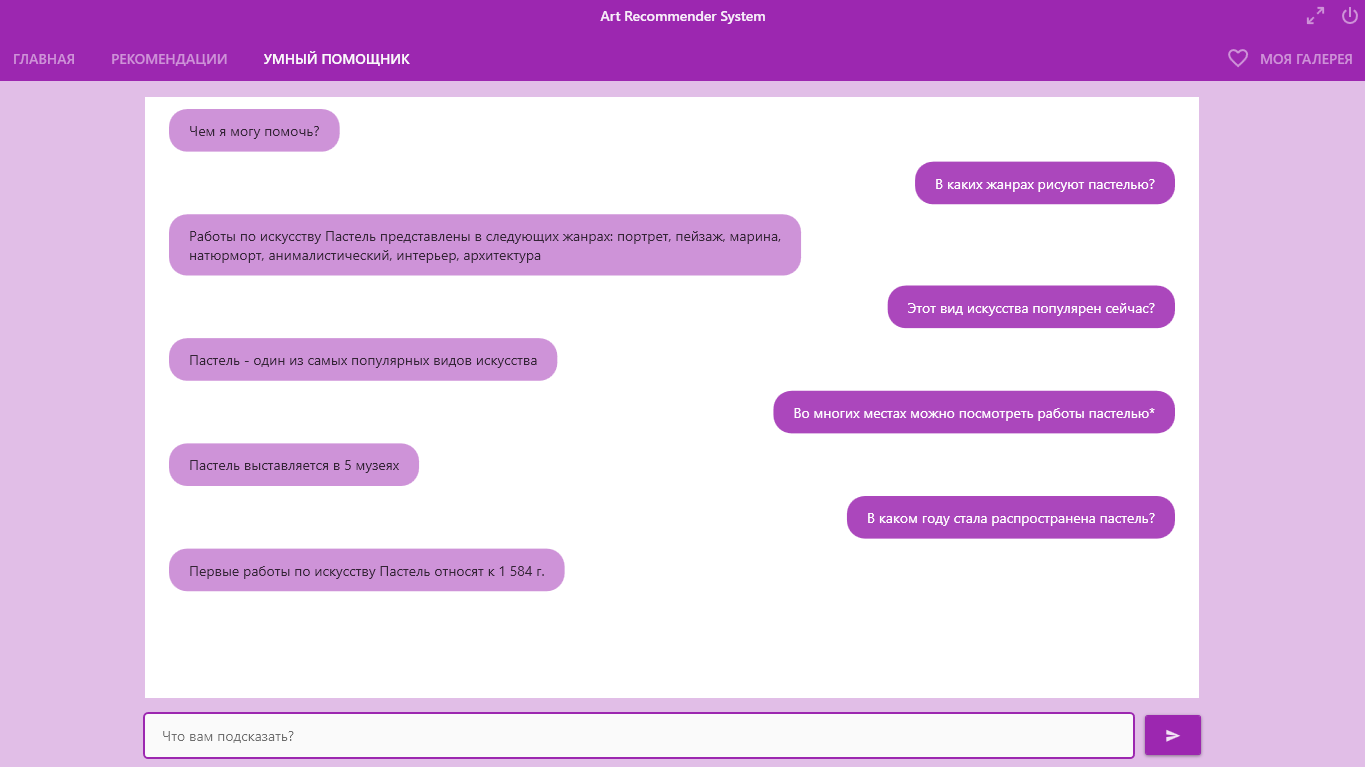 Art Recommender System
ГЛАВНАЯ РЕКОМЕНДАЦИИ УМНЫЙ ПОМОЩНИК МОЯ ГАЛЕРЕЯ
Чем я могу помочь?
В каких жанрах рисуют пастелью?
Работы по искусству Пастель представлены в следующих жанрах: портрет, пейзаж, марина,
натюрморт, анималистический, интерьер, архитектура
Этот вид искусства популярен сейчас?
Пастель - один из самых популярных видов искусства
Во многих местах можно посмотреть работы пастелью*
Пастель выставляется в 5 музеях
В каком году стала распространена пастель?
Первые работы по искусству Пастель относят к 1 584 г.
Что вам подсказать?